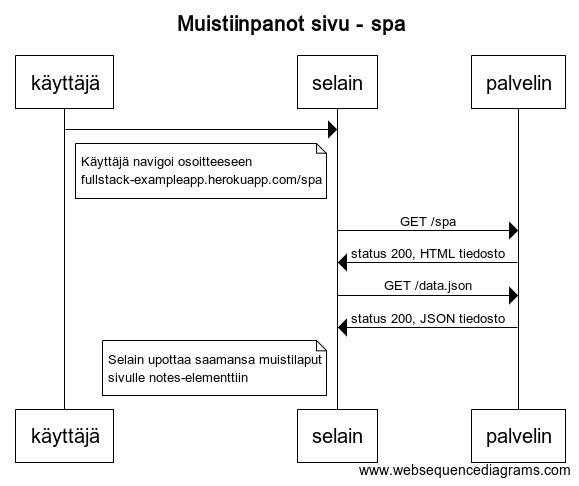 Muistiinpanot sivu - spa
käyttäjä
selain
palvelin
Käyttäjä navigoi osoitteeseen
fullstack-exampleapp.herokuapp.com/spa
GET /spa
status 200, HTML tiedosto
GET /data.json
status 200, JSON tiedosto
Selain upottaa saamansa muistilaput
sivulle notes-elementtiin
käyttäjä
selain
palvelin
www.websequencediagrams.com